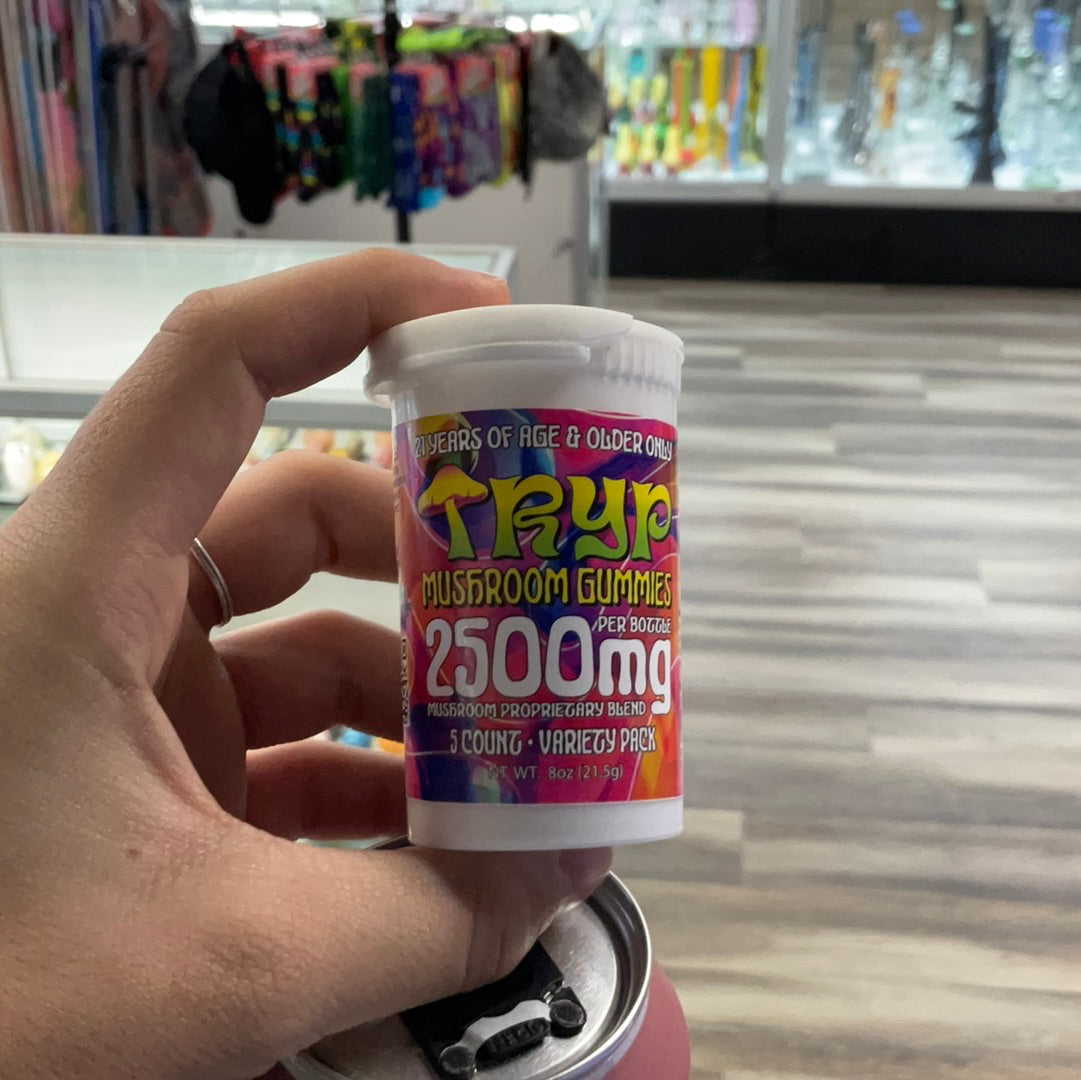 21 YEARS OF AGE & OLDER ONLY
TRYP
MUSHROOM GUMMIES
2500mg PER BOTTLE
MUSHROOM PROPRIETARY BLEND
5 COUNT • VARIETY PACK
NT. WT. .8oz (21.5g)